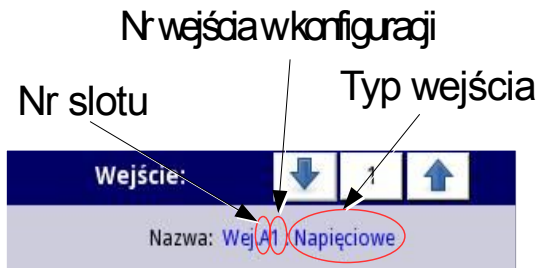 Nr wejścia w konfiguracji
Nr slotu
Typ wejścia
Wejście:
1
Nazwa: Wej.A1 : Napięciowe